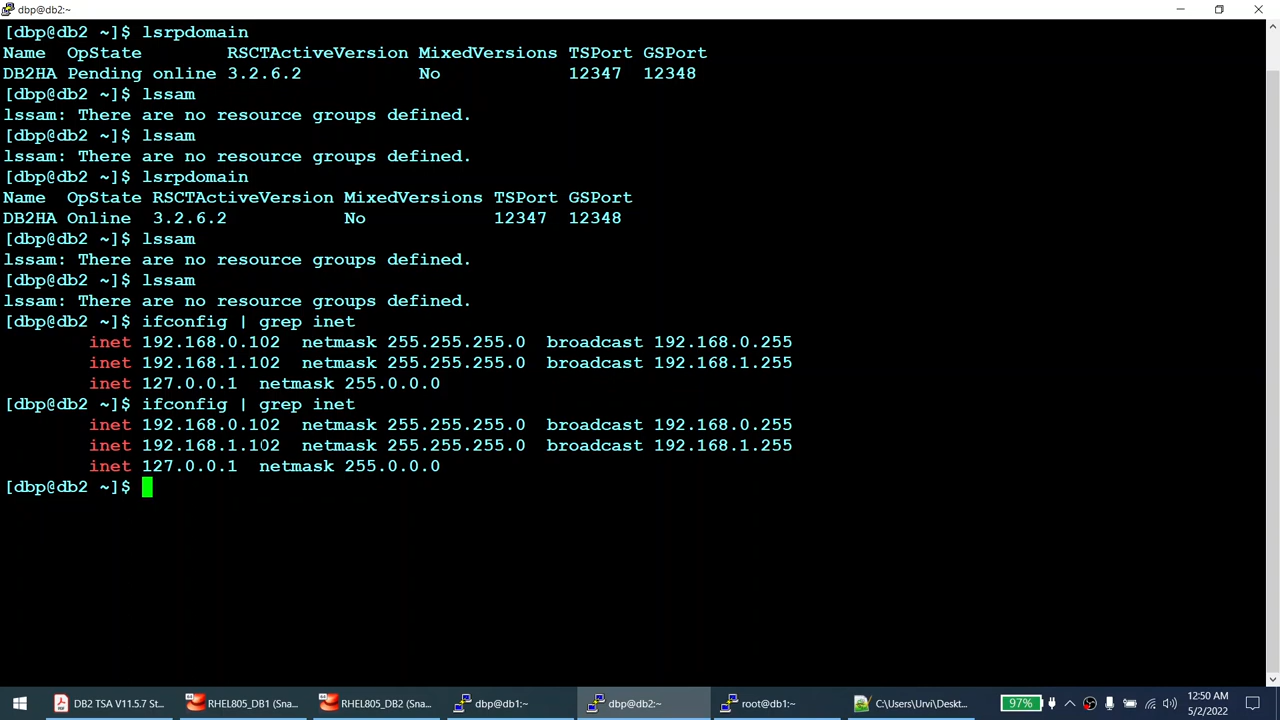 dbp@db2:~
[dbp@db2 ~]$ lsrpdomain
Name  OpState        RSCTActiveVersion MixedVersions TSPort GSPort
DB2HA Pending online 3.2.6.2           No            12347  12348
[dbp@db2 ~]$ lssam
lssam: There are no resource groups defined.
[dbp@db2 ~]$ lssam
lssam: There are no resource groups defined.
[dbp@db2 ~]$ lsrpdomain
Name  OpState RSCTActiveVersion MixedVersions TSPort GSPort
DB2HA Online  3.2.6.2           No            12347  12348
[dbp@db2 ~]$ lssam
lssam: There are no resource groups defined.
[dbp@db2 ~]$ lssam
lssam: There are no resource groups defined.
[dbp@db2 ~]$ ifconfig | grep inet
        inet 192.168.0.102  netmask 255.255.255.0  broadcast 192.168.0.255
        inet 192.168.1.102  netmask 255.255.255.0  broadcast 192.168.1.255
        inet 127.0.0.1  netmask 255.0.0.0
[dbp@db2 ~]$ ifconfig | grep inet
        inet 192.168.0.102  netmask 255.255.255.0  broadcast 192.168.0.255
        inet 192.168.1.102  netmask 255.255.255.0  broadcast 192.168.1.255
        inet 127.0.0.1  netmask 255.0.0.0
[dbp@db2 ~]$
DB2 TSA V11.5.7 St... RHEL805_DB1 (Sna... RHEL805_DB2 (Sna... dbp@db1:~ dbp@db2:~ root@db1:~ C:\Users\Urvi\Deskt... 97% 12:50 AM
5/2/2022